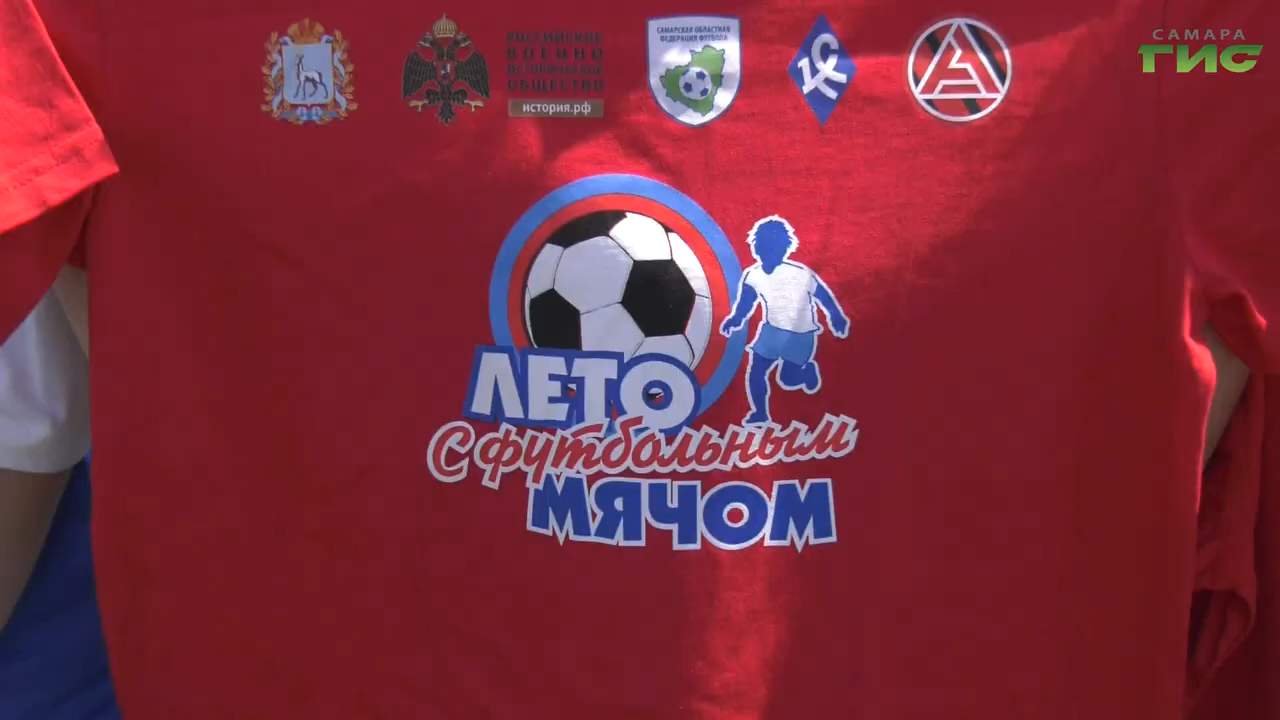 РОССИЙСКОЕ
ВОЕННО
ИСТОРИЧЕСКОЕ
ОБЩЕСТВО
история.рф
САМАРСКАЯ ОБЛАСТНАЯ
ФЕДЕРАЦИЯ ФУТБОЛА
КС
САМАРА
ГИС
ЛЕТО
С футбольным
МЯЧОМ